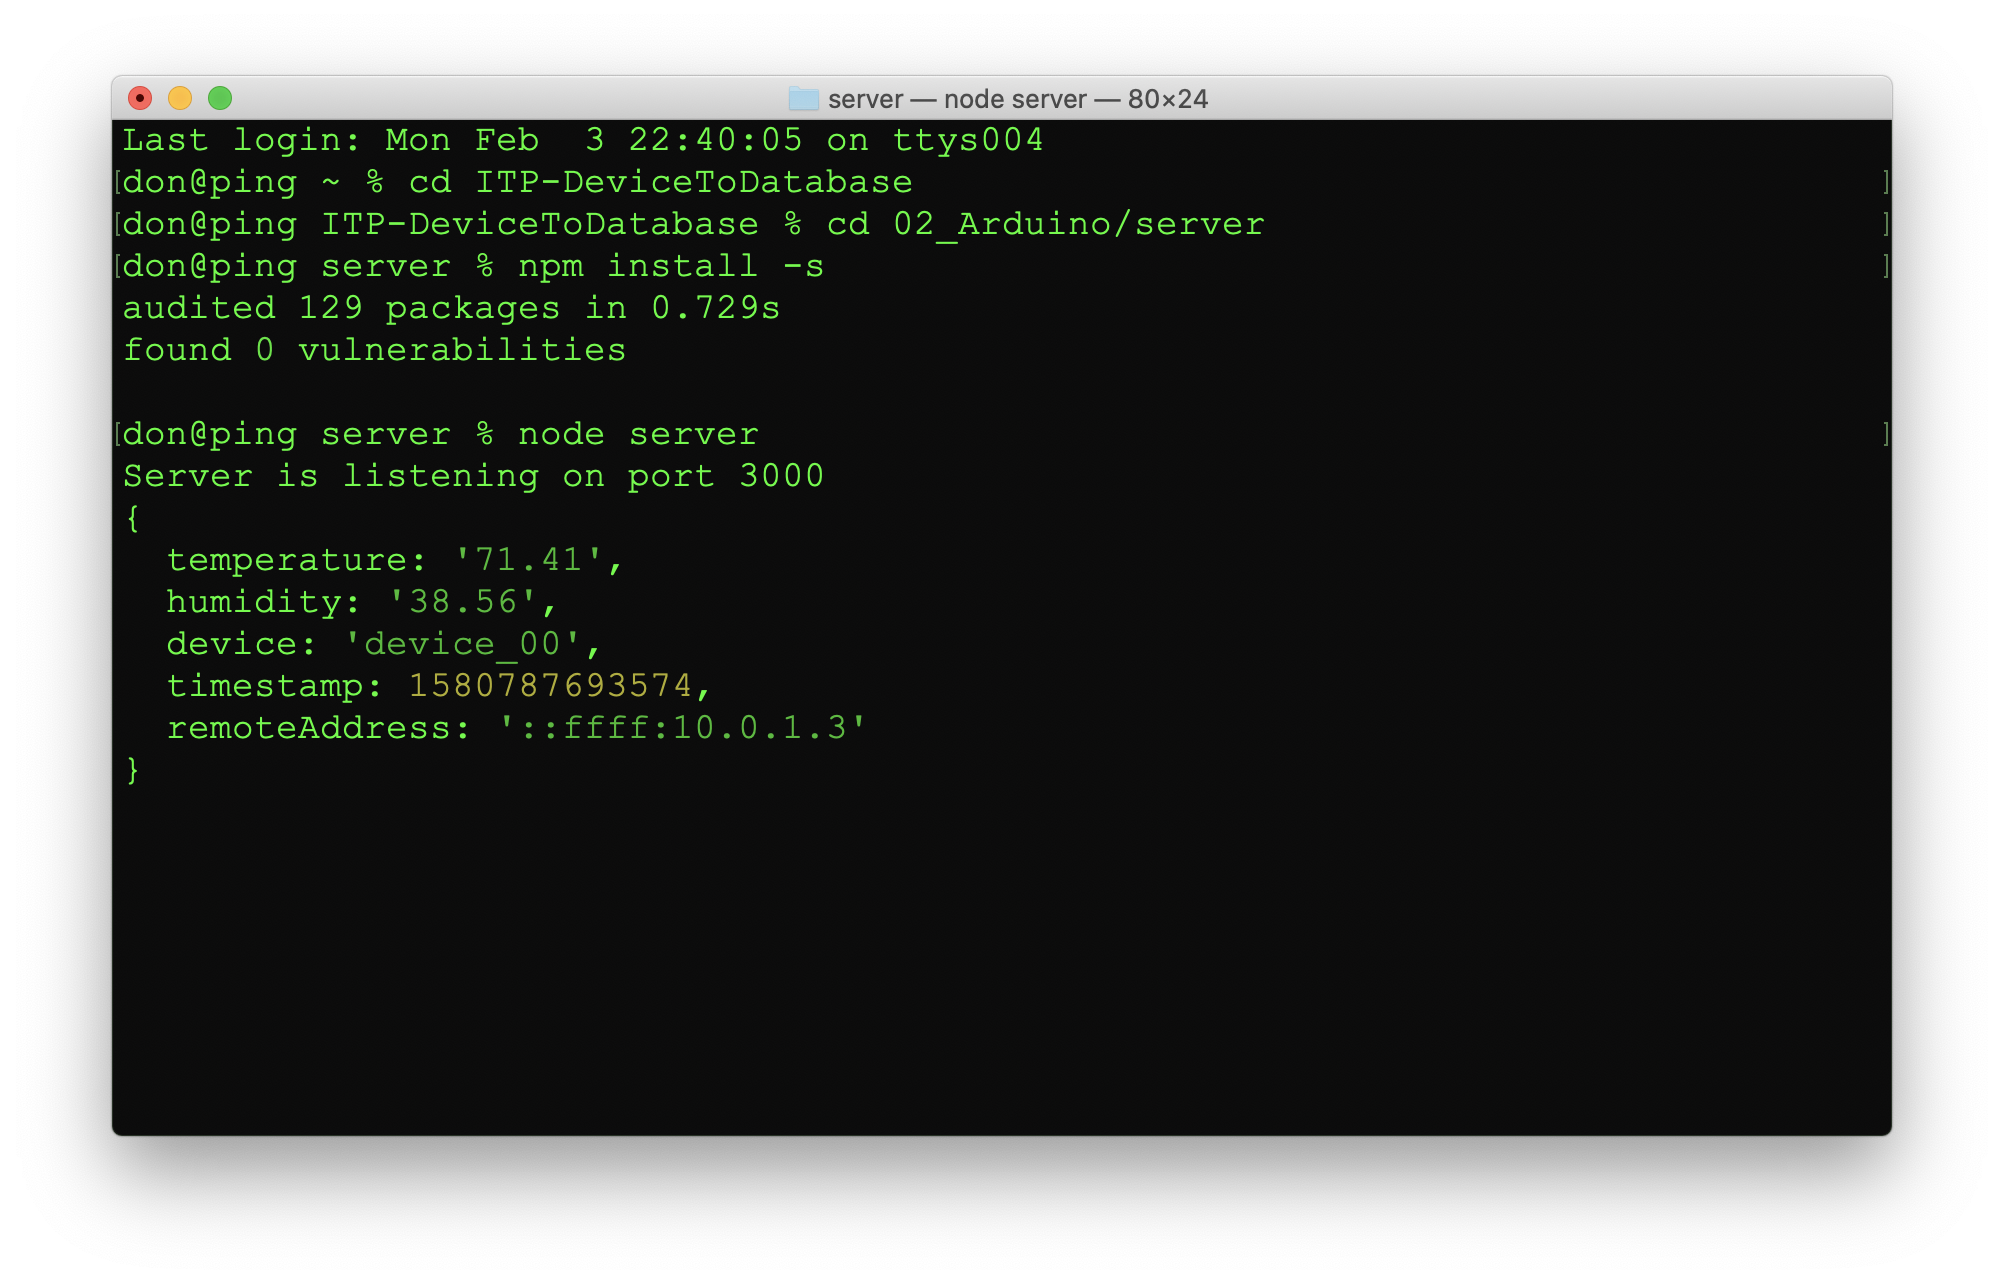 server — node server — 80×24
Last login: Mon Feb  3 22:40:05 on ttys004
[don@ping ~ % cd ITP-DeviceToDatabase ]
[don@ping ITP-DeviceToDatabase % cd 02_Arduino/server ]
[don@ping server % npm install -s ]
audited 129 packages in 0.729s
found 0 vulnerabilities
[don@ping server % node server ]
Server is listening on port 3000
{
  temperature: '71.41',
  humidity: '38.56',
  device: 'device_00',
  timestamp: 1580787693574,
  remoteAddress: '::ffff:10.0.1.3'
}